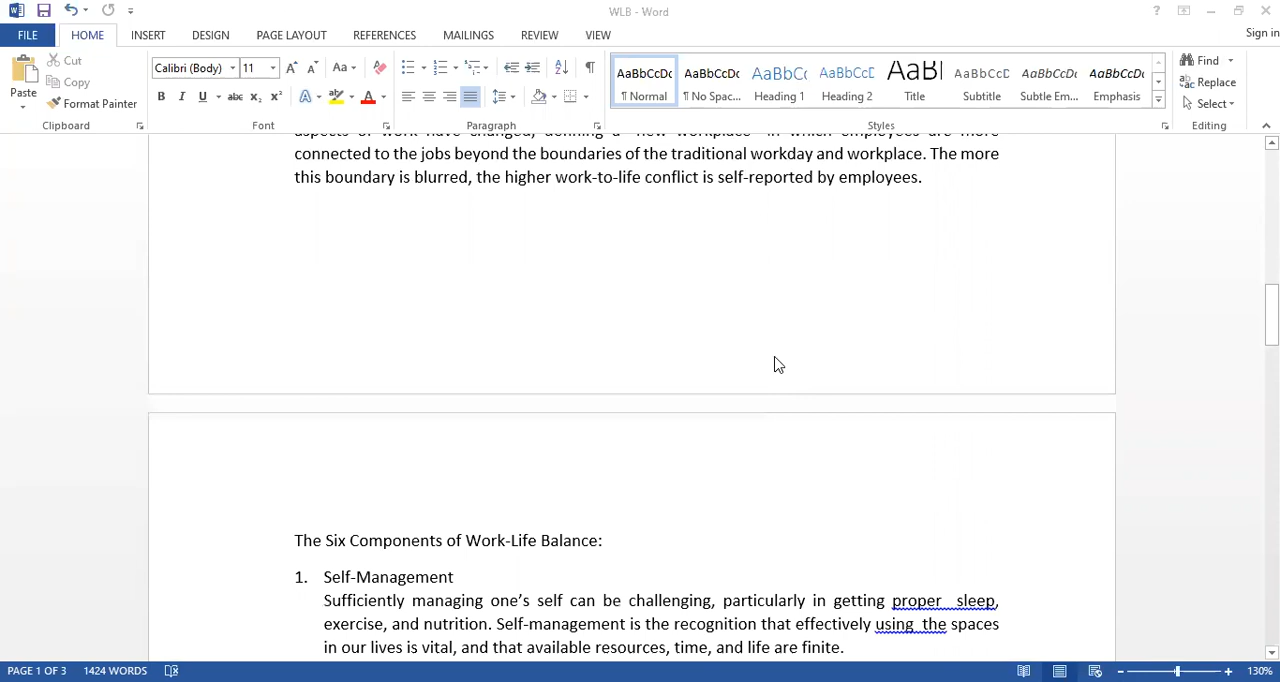 WLB - Word
FILE HOME INSERT DESIGN PAGE LAYOUT REFERENCES MAILINGS REVIEW VIEW Sign in
Paste
Cut
Copy
Format Painter
Clipboard
Calibri (Body) 11
Font
Paragraph
AaBbCcDc AaBbCcDc AaBbCc AaBbCcD AaBl AaBbCcD AaBbCcDc AaBbCcDc
¶ Normal ¶ No Spac... Heading 1 Heading 2 Title Subtitle Subtle Em... Emphasis
Styles
Find
Replace
Select
Editing
aspects of work have changed, defining a new workplace in which employees are more
connected to the jobs beyond the boundaries of the traditional workday and workplace. The more
this boundary is blurred, the higher work-to-life conflict is self-reported by employees.
The Six Components of Work-Life Balance:
1. Self-Management
Sufficiently managing one’s self can be challenging, particularly in getting proper sleep,
exercise, and nutrition. Self-management is the recognition that effectively using the spaces
in our lives is vital, and that available resources, time, and life are finite.
PAGE 1 OF 3 1424 WORDS 130%